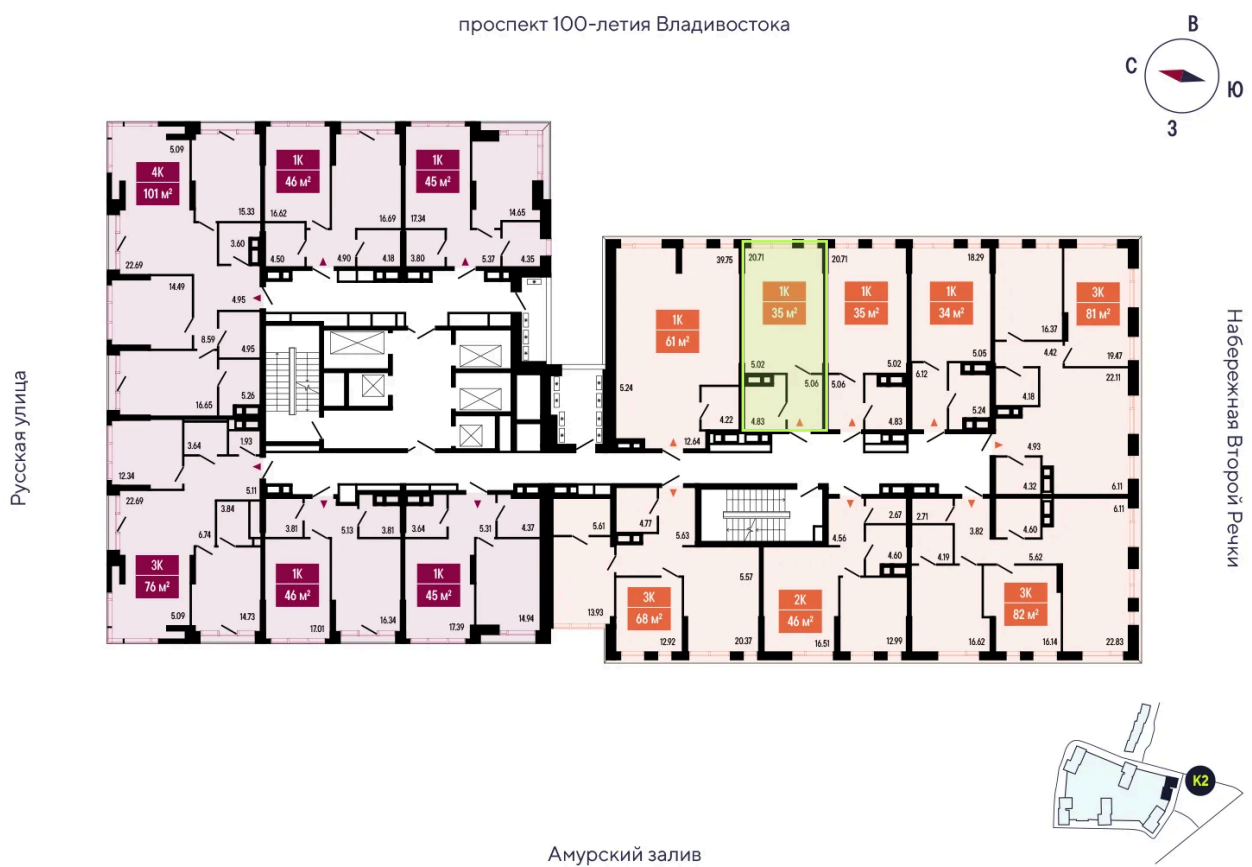 проспект 100-летия Владивостока
В
С
Ю
З
5.09
4К
101 м²
15.33
3.60
22.69
14.49
4.95
8.59
4.95
16.65
5.26
1К
46 м²
16.62
16.69
4.50
4.90
4.18
1К
45 м²
17.34
14.65
3.80
5.37
4.35
39.75
1К
61 м²
5.24
4.22
12.64
20.71
1К
35 м²
5.02
5.06
4.83
20.71
1К
35 м²
5.02
5.06
4.83
18.29
1К
34 м²
5.05
6.12
5.24
3К
81 м²
16.37
4.42
19.47
22.11
4.18
4.93
4.32
6.11
Русская улица
Набережная Второй Речки
3.64
1.93
12.34
22.69
5.11
3.84
6.74
3К
76 м²
5.09
14.73
3.81
5.13
3.81
1К
46 м²
17.01
16.34
3.64
5.31
4.37
1К
45 м²
17.39
14.94
5.61
4.77
5.63
5.57
13.93
3К
68 м²
12.92
20.37
2.67
4.56
4.60
2К
46 м²
16.51
12.99
2.71
3.82
4.60
6.11
4.19
5.62
3К
82 м²
16.62
16.14
22.83
К2
Амурский залив